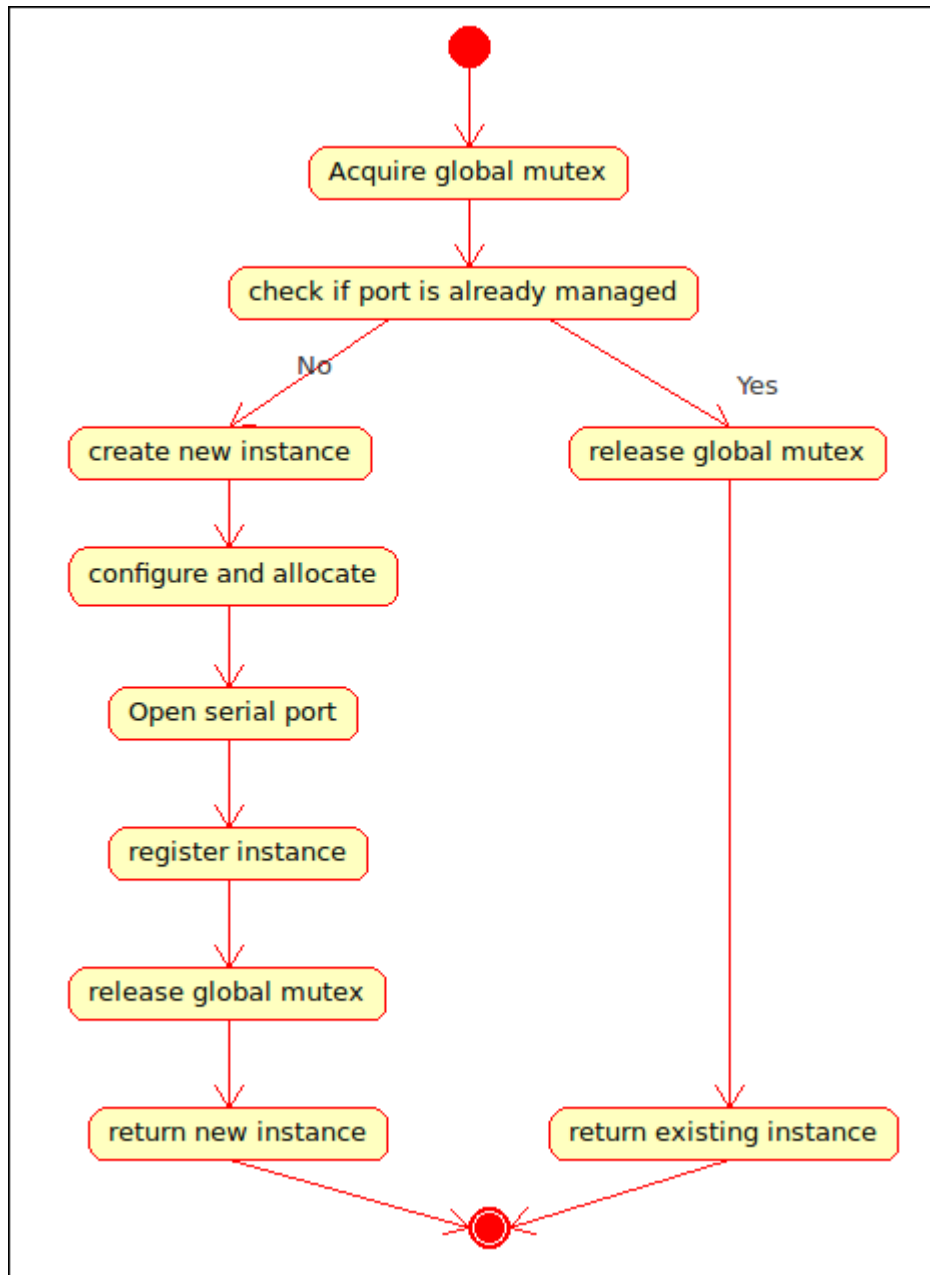 Acquire global mutex
check if port is already managed
No
Yes
create new instance
release global mutex
configure and allocate
Open serial port
register instance
release global mutex
return new instance
return existing instance